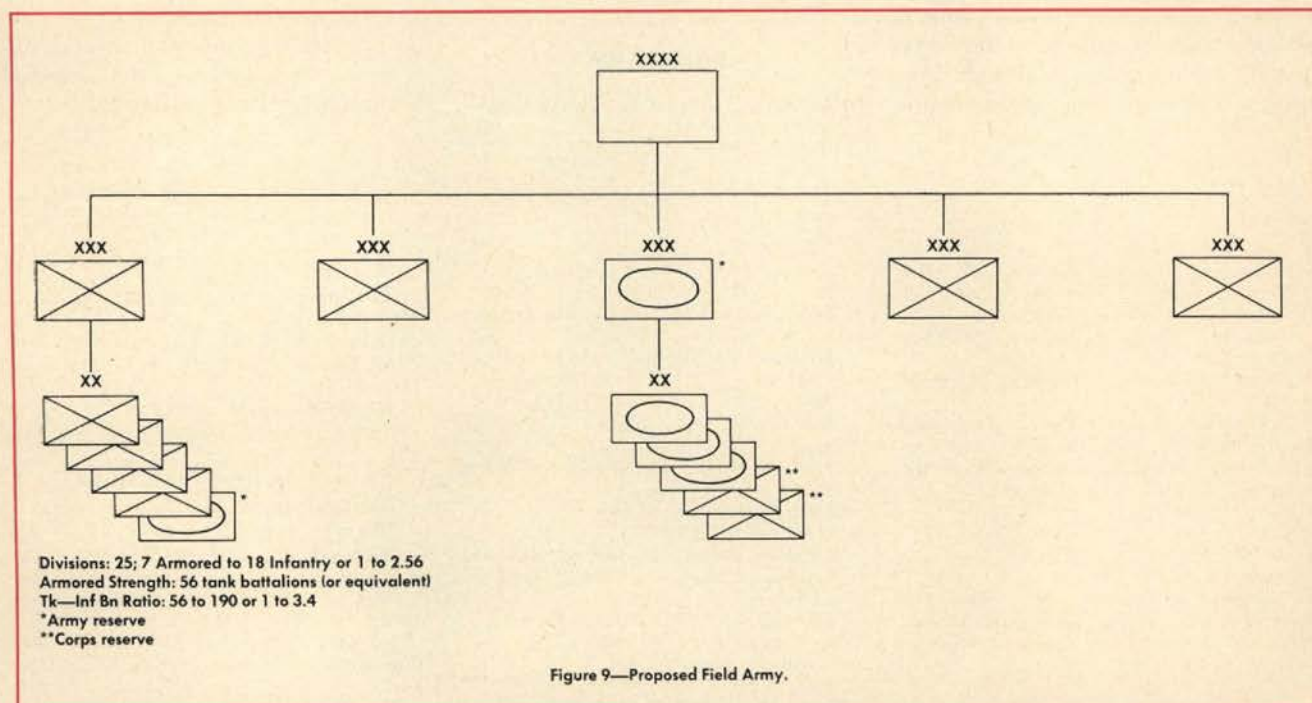 XXXX
XXX XXX XXX XXX XXX
*
XX XX
**
**
*
Divisions: 25; 7 Armored to 18 Infantry or 1 to 2.56
Armored Strength: 56 tank battalions (or equivalent)
Tk—Inf Bn Ratio: 56 to 190 or 1 to 3.4
*Army reserve
**Corps reserve
Figure 9—Proposed Field Army.